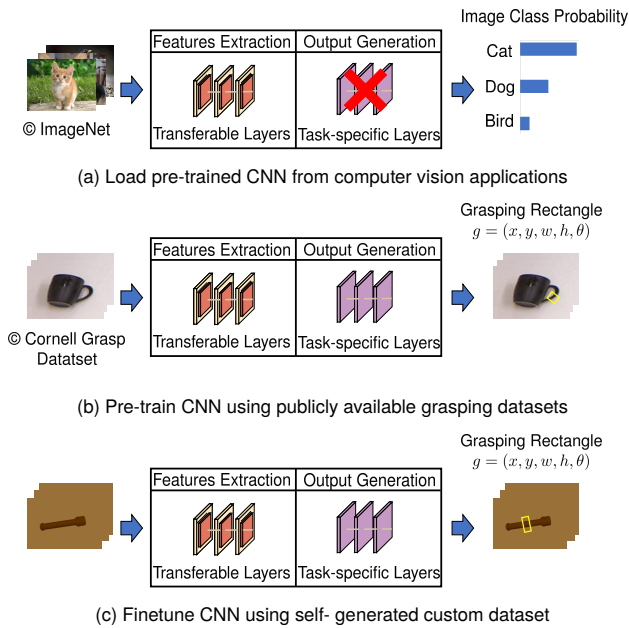 Image Class Probability
Features Extraction
Output Generation
Cat
Dog
Bird
© ImageNet
Transferable Layers
Task-specific Layers
(a) Load pre-trained CNN from computer vision applications
Grasping Rectangle
g = (x, y, w, h, θ)
Features Extraction
Output Generation
© Cornell Grasp
Datatset
Transferable Layers
Task-specific Layers
(b) Pre-train CNN using publicly available grasping datasets
Grasping Rectangle
g = (x, y, w, h, θ)
Features Extraction
Output Generation
Transferable Layers
Task-specific Layers
(c) Finetune CNN using self- generated custom dataset